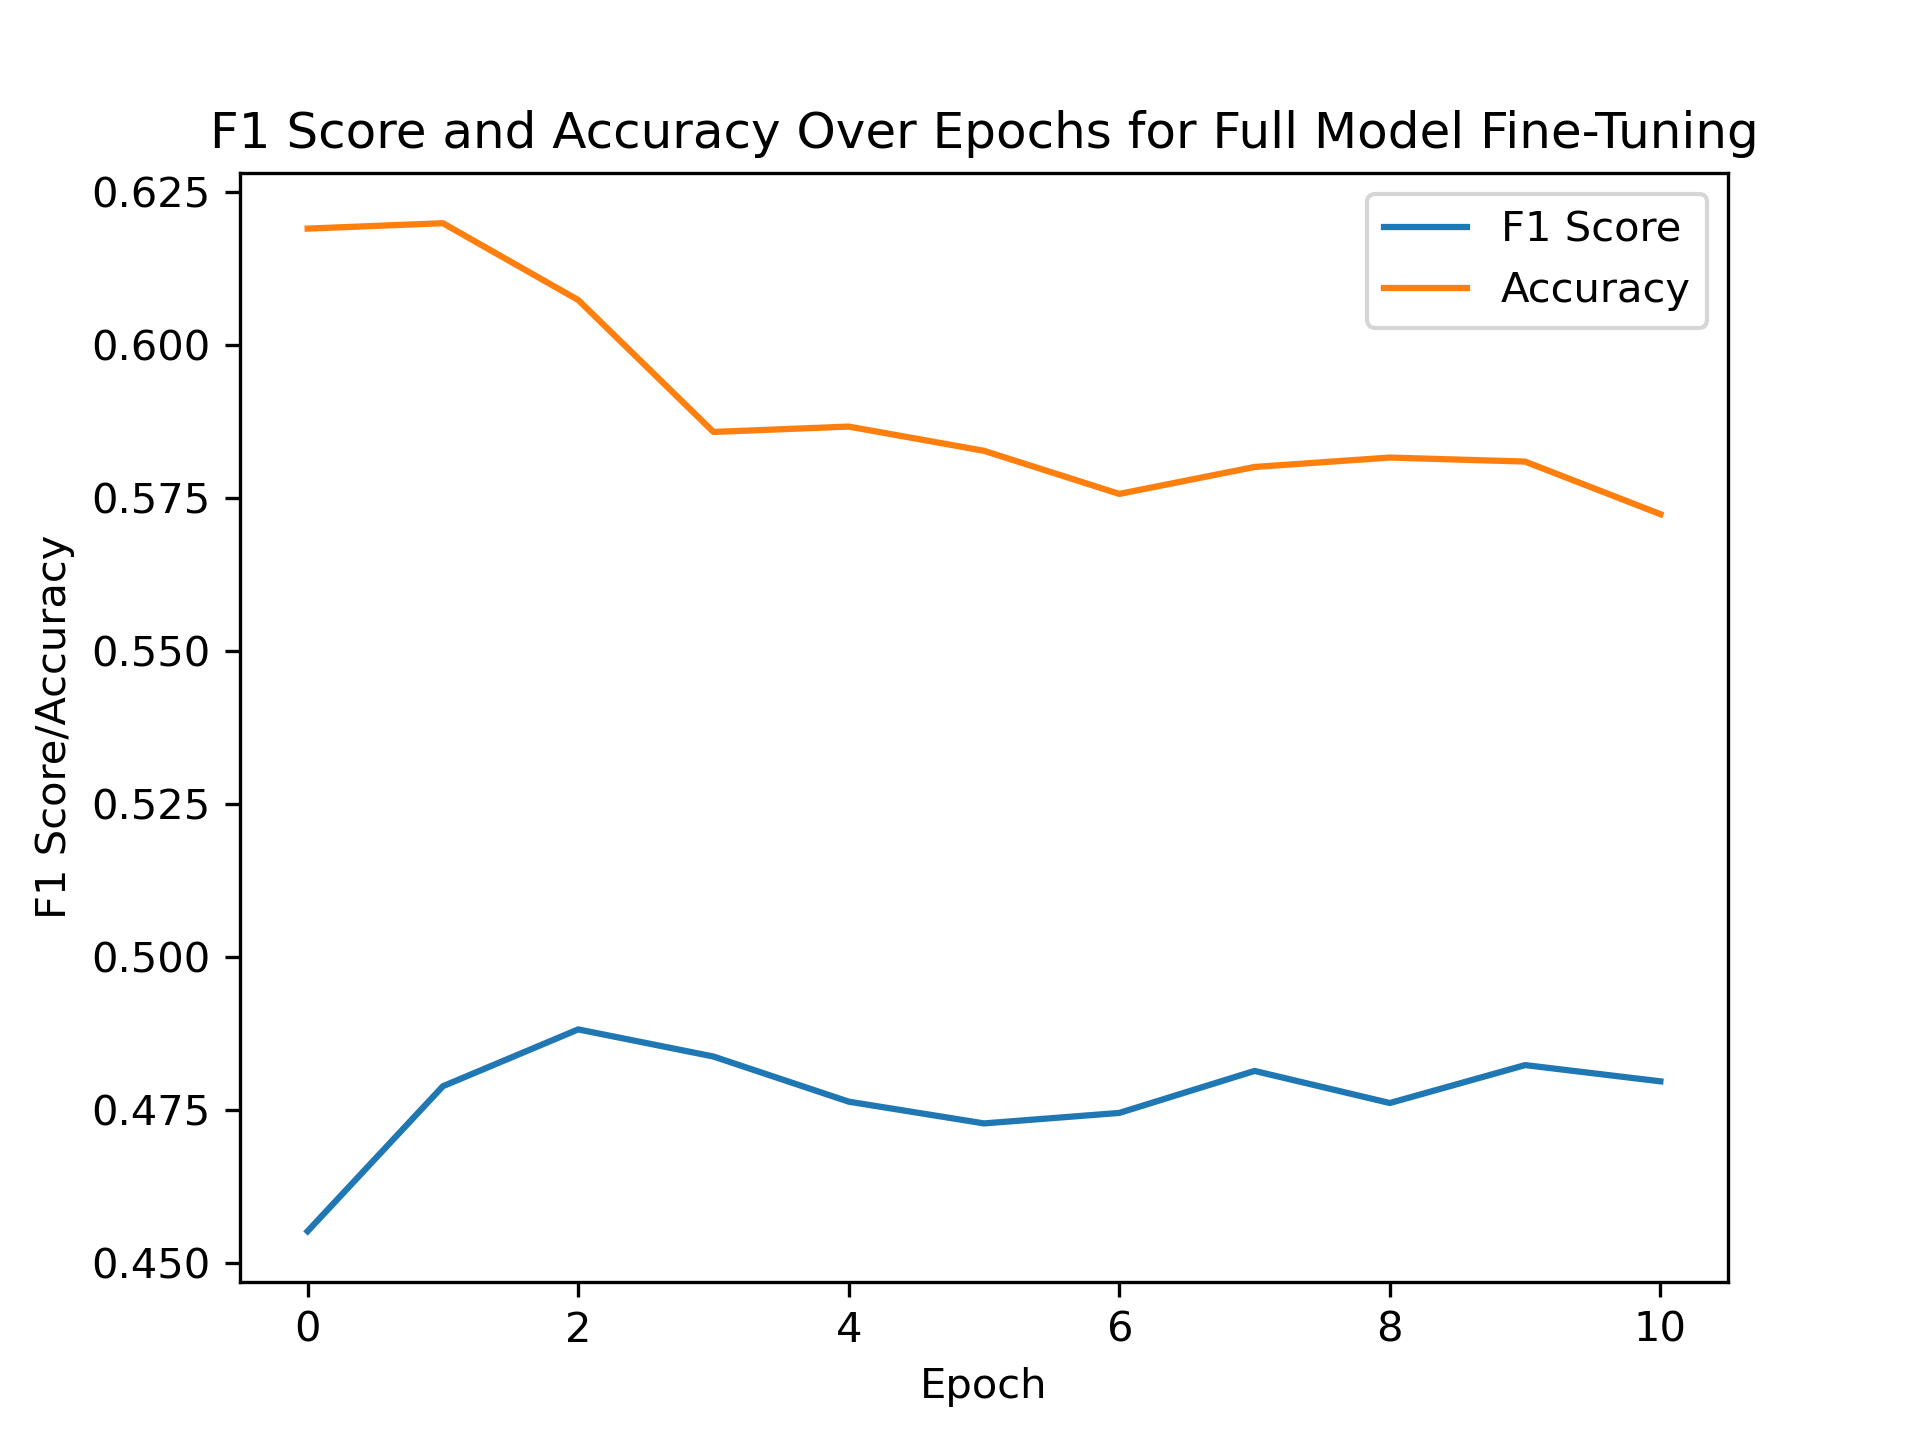 F1 Score and Accuracy Over Epochs for Full Model Fine-Tuning
F1 Score
Accuracy
0.625
0.600
0.575
0.550
0.525
0.500
0.475
0.450
F1 Score/Accuracy
0 2 4 6 8 10
Epoch